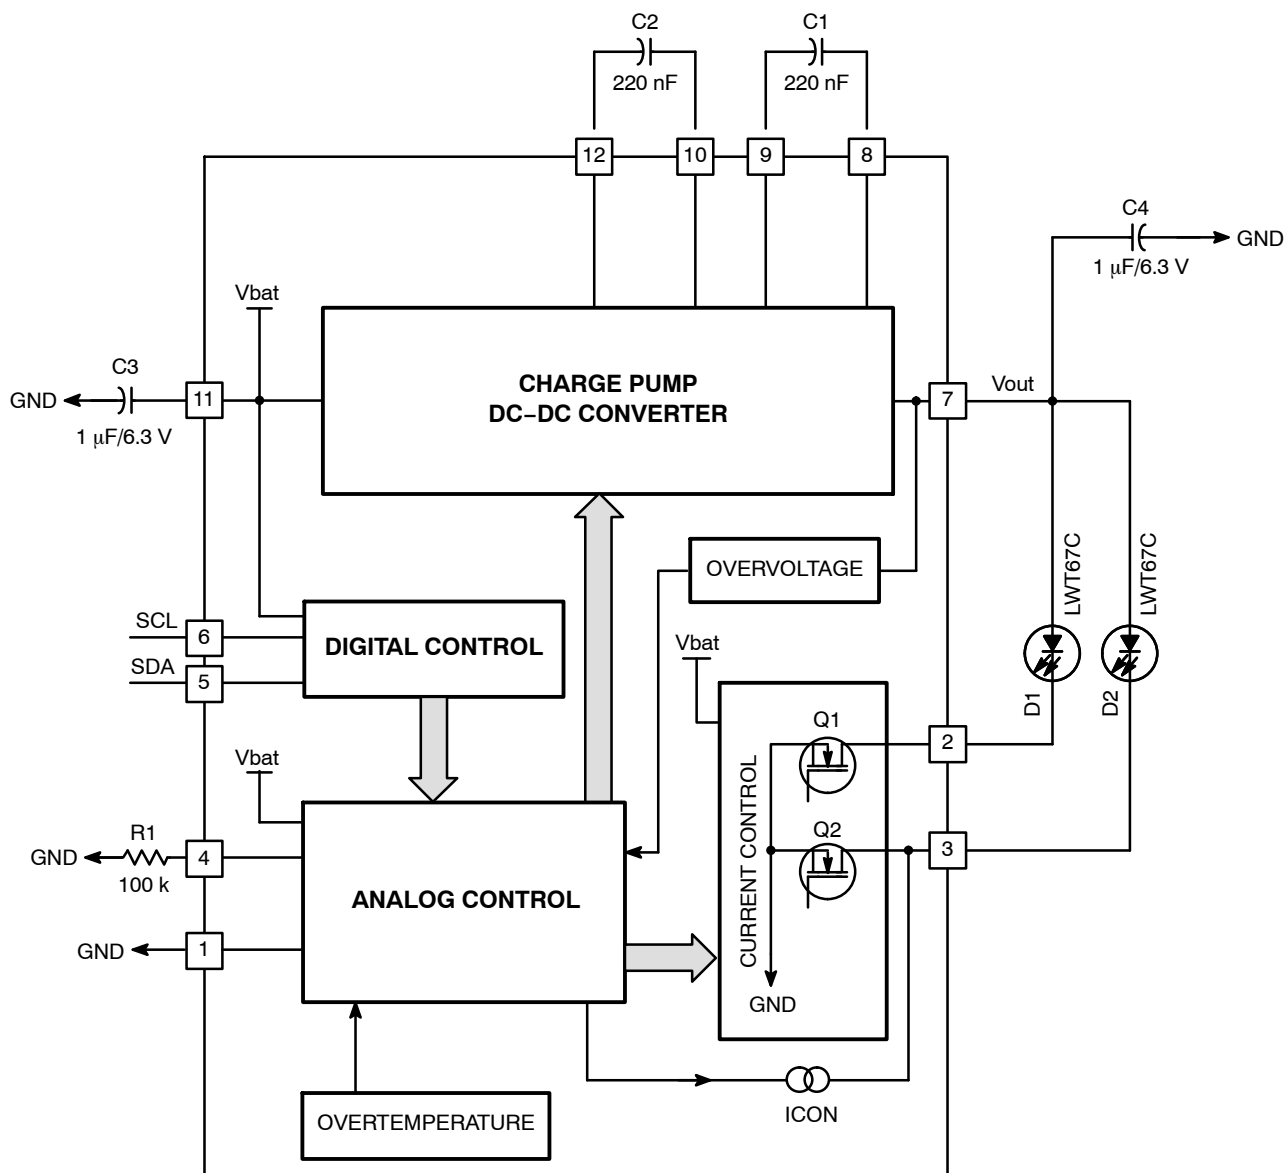 C2
C1
220 nF
220 nF
12
10
9
8
C4
GND
1 μF/6.3 V
Vbat
C3
GND
11
1 μF/6.3 V
CHARGE PUMP
DC−DC CONVERTER
7
Vout
OVERVOLTAGE
LWT67C
LWT67C
SCL
6
SDA
5
DIGITAL CONTROL
Vbat
D1
D2
Q1
2
Vbat
R1
GND
4
100 k
ANALOG CONTROL
CURRENT CONTROL
Q2
3
GND
1
GND
ICON
OVERTEMPERATURE